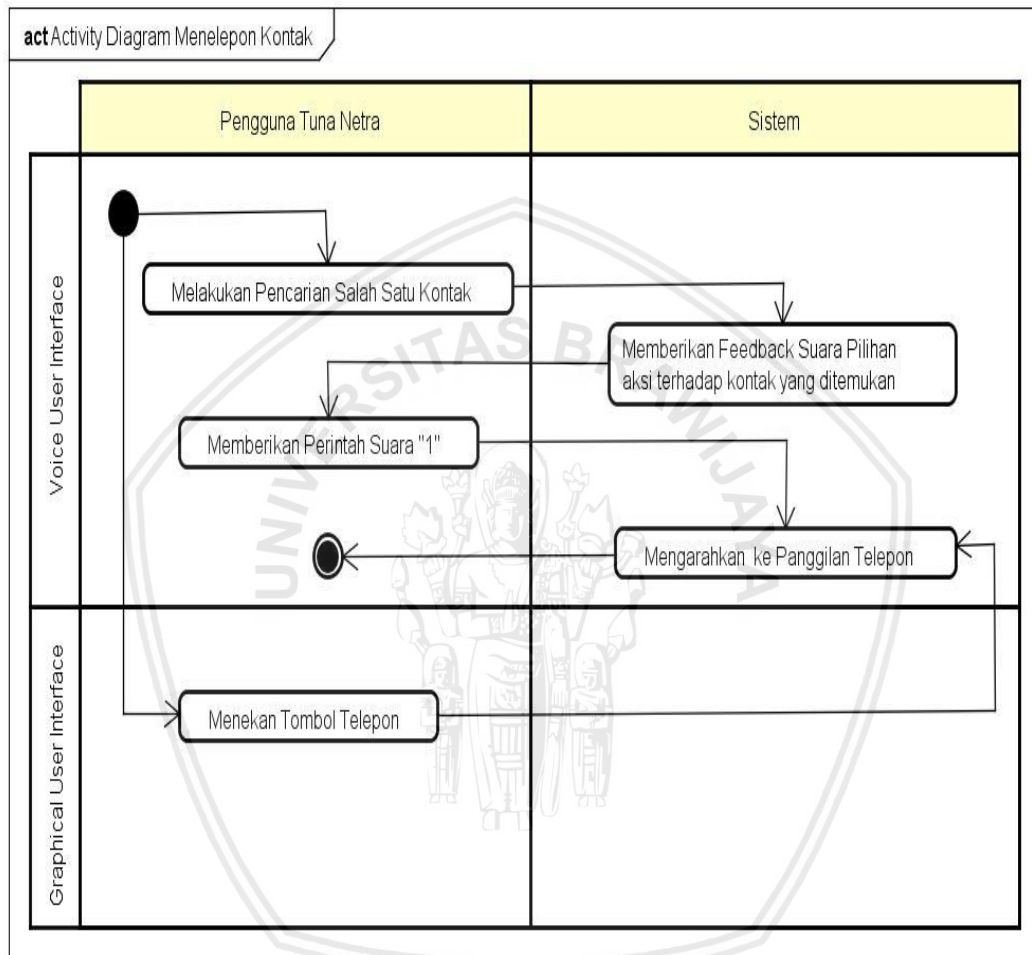 act Activity Diagram Menelepon Kontak
Pengguna Tuna Netra
Sistem
Voice User Interface
Melakukan Pencarian Salah Satu Kontak
Memberikan Feedback Suara Pilihan
aksi terhadap kontak yang ditemukan
Memberikan Perintah Suara "1"
Mengarahkan ke Panggilan Telepon
Graphical User Interface
Menekan Tombol Telepon
UNIVERSITAS BRAWIJAYA